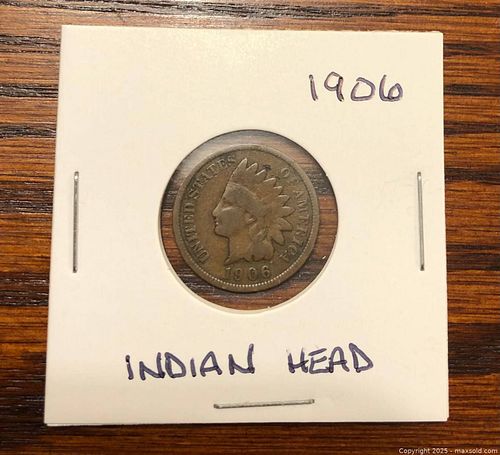 1906
UNITED STATES OF AMERICA
1906
INDIAN HEAD
Copyright 2025 - maxsold.com